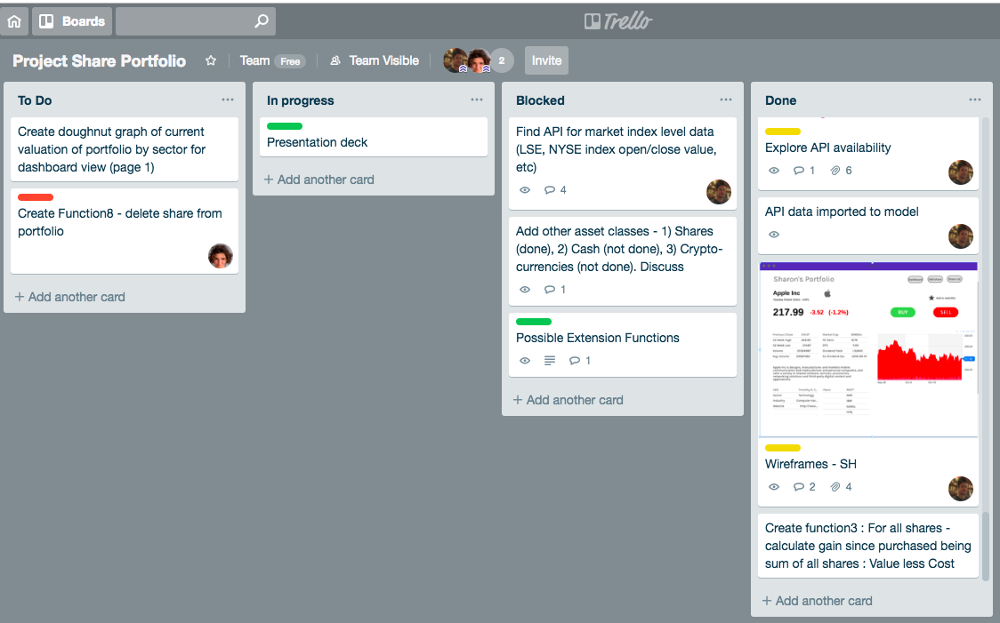 Boards
Trello
Project Share Portfolio
Team Free
Team Visible
2
Invite
To Do
Create doughnut graph of current
valuation of portfolio by sector for
dashboard view (page 1)
Create Function8 - delete share from
portfolio
+ Add another card
In progress
Presentation deck
+ Add another card
Blocked
Find API for market index level data
(LSE, NYSE index open/close value,
etc)
4
Add other asset classes - 1) Shares
(done), 2) Cash (not done), 3) Crypto-
currencies (not done). Discuss
1
Possible Extension Functions
1
+ Add another card
Done
Explore API availability
1 6
API data imported to model
Sharon's Portfolio
Apple Inc
217.99 -3.52 (-1.2%)
BUY
SELL
Wireframes - SH
2 4
Create function3 : For all shares -
calculate gain since purchased being
sum of all shares : Value less Cost
+ Add another card